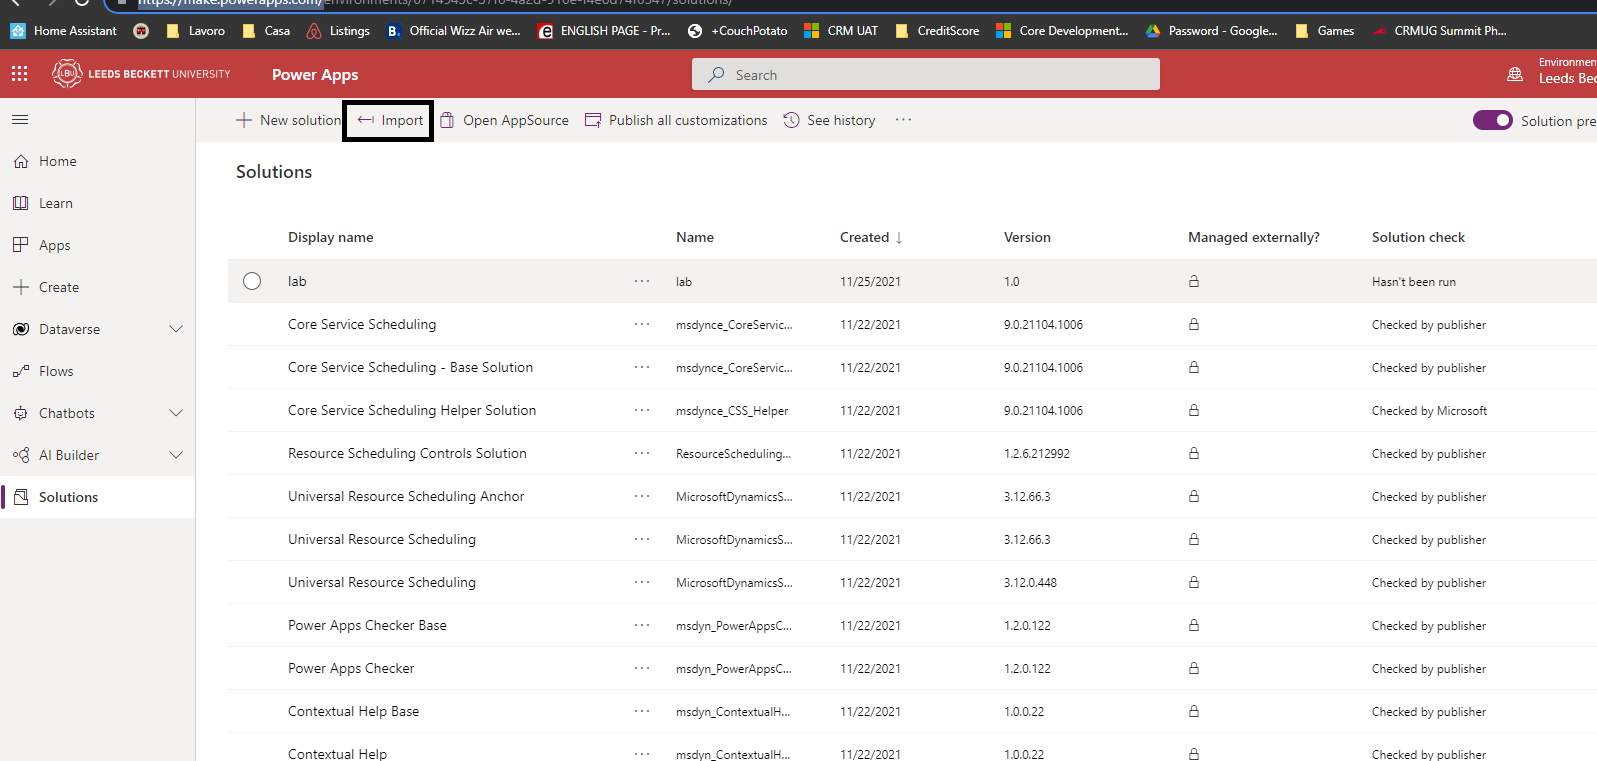 https://make.powerapps.com/environments/
Home Assistant Lavoro Casa Listings Official Wizz Air we... ENGLISH PAGE - Pr... +CouchPotato CRM UAT CreditScore Core Development... Password - Google... Games CRMUG Summit Ph...
LEEDS BECKETT UNIVERSITY Power Apps Search
Environmen
Leeds Bec
New solution Import Open AppSource Publish all customizations See history ... Solution pre
Home
Learn
Apps
Create
Dataverse
Flows
Chatbots
AI Builder
Solutions
Solutions
Display name Name Created ↓ Version Managed externally? Solution check
lab ... lab 11/25/2021 1.0 Hasn't been run
Core Service Scheduling ... msdynce_CoreServic... 11/22/2021 9.0.21104.1006 Checked by publisher
Core Service Scheduling - Base Solution ... msdynce_CoreServic... 11/22/2021 9.0.21104.1006 Checked by publisher
Core Service Scheduling Helper Solution ... msdynce_CSS_Helper 11/22/2021 9.0.21104.1006 Checked by Microsoft
Resource Scheduling Controls Solution ... ResourceScheduling... 11/22/2021 1.2.6.212992 Checked by publisher
Universal Resource Scheduling Anchor ... MicrosoftDynamicsS... 11/22/2021 3.12.66.3 Checked by publisher
Universal Resource Scheduling ... MicrosoftDynamicsS... 11/22/2021 3.12.66.3 Checked by publisher
Universal Resource Scheduling ... MicrosoftDynamicsS... 11/22/2021 3.12.0.448 Checked by publisher
Power Apps Checker Base ... msdyn_PowerAppsC... 11/22/2021 1.2.0.122 Checked by publisher
Power Apps Checker ... msdyn_PowerAppsC... 11/22/2021 1.2.0.122 Checked by publisher
Contextual Help Base ... msdyn_ContextualH... 11/22/2021 1.0.0.22 Checked by publisher
Contextual Help ... msdyn_ContextualH... 11/22/2021 1.0.0.22 Checked by publisher